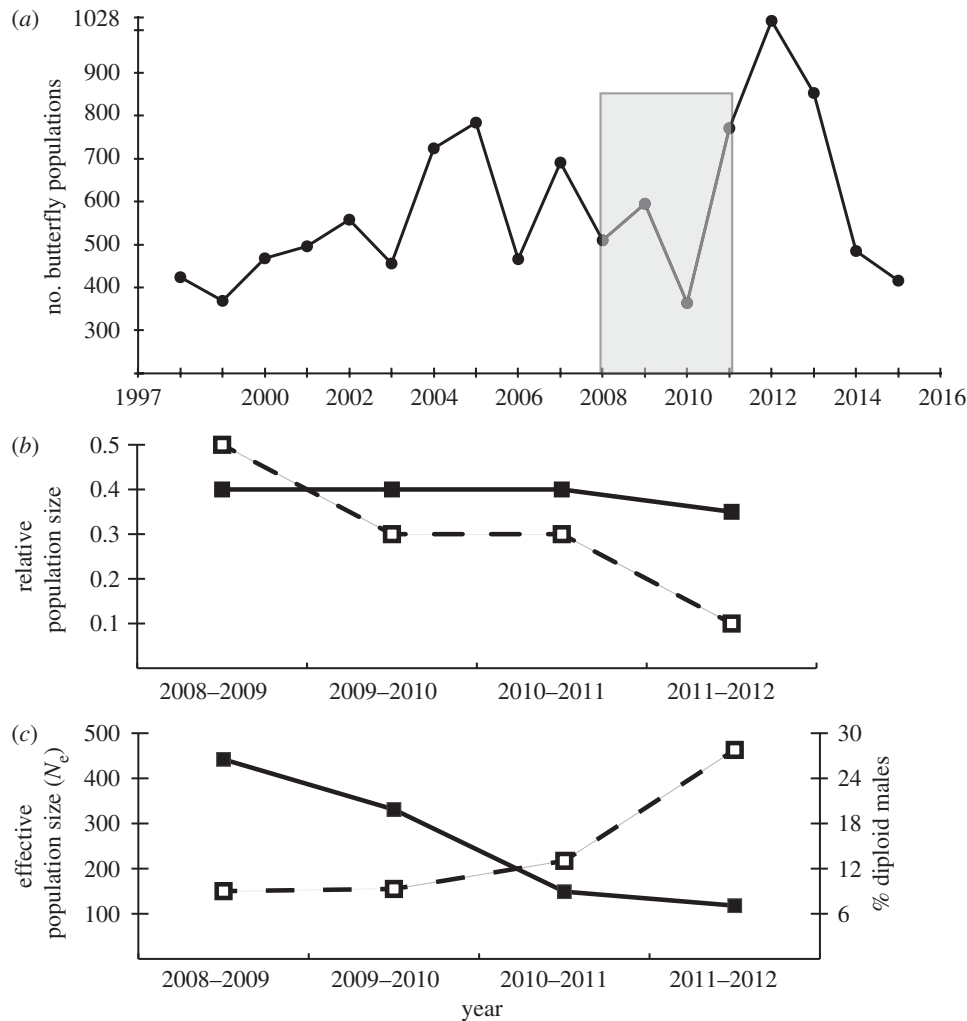 (a)
1028
900
800
700
600
500
400
300
no. butterfly populations
1997 2000 2002 2004 2006 2008 2010 2012 2014 2016
(b)
0.5
0.4
0.3
0.2
0.1
relative
population size
2008–2009 2009–2010 2010–2011 2011–2012
(c)
500
400
300
200
100
effective
population size (Ne)
30
24
18
12
6
% diploid males
2008–2009 2009–2010 2010–2011 2011–2012
year